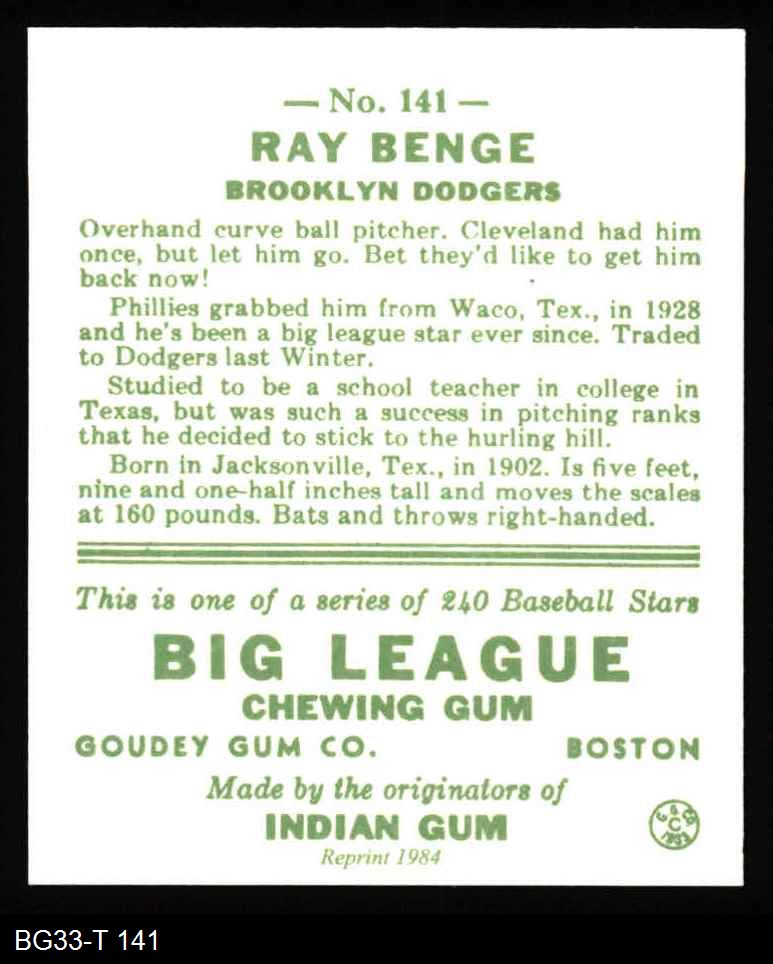 — No. 141 —
RAY BENGE
BROOKLYN DODGERS
Overhand curve ball pitcher. Cleveland had him
once, but let him go. Bet they'd like to get him
back now!
Phillies grabbed him from Waco, Tex., in 1928
and he's been a big league star ever since. Traded
to Dodgers last Winter.
Studied to be a school teacher in college in
Texas, but was such a success in pitching ranks
that he decided to stick to the hurling hill.
Born in Jacksonville, Tex., in 1902. Is five feet,
nine and one-half inches tall and moves the scales
at 160 pounds. Bats and throws right-handed.
This is one of a series of 240 Baseball Stars
BIG LEAGUE
CHEWING GUM
GOUDEY GUM CO. BOSTON
Made by the originators of
INDIAN GUM
Reprint 1984
G. G. CO.
C
1933
BG33-T 141